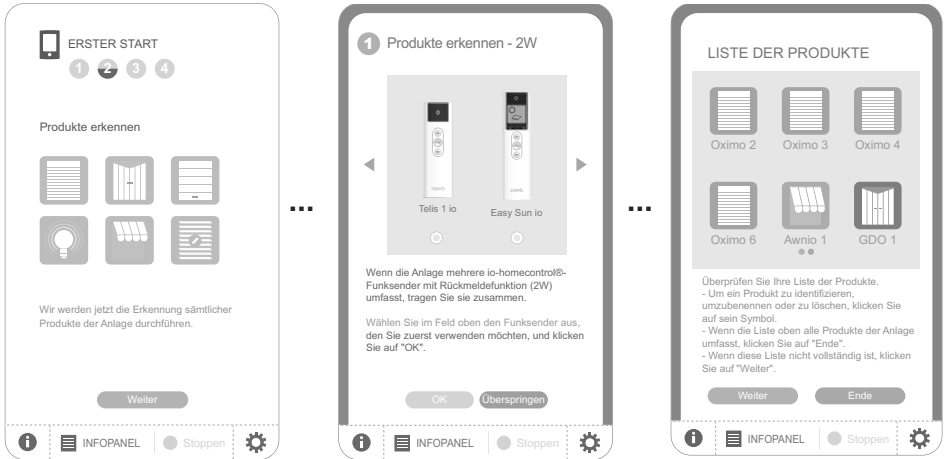 ERSTER START
1 2 3 4
Produkte erkennen
Wir werden jetzt die Erkennung sämtlicher
Produkte der Anlage durchführen.
Weiter
INFOPANEL
Stoppen
...
1 Produkte erkennen - 2W
Telis 1 io
Easy Sun io
Wenn die Anlage mehrere io-homecontrol®-
Funksender mit Rückmeldefunktion (2W)
umfasst, tragen Sie sie zusammen.
Wählen Sie im Feld oben den Funksender aus,
den Sie zuerst verwenden möchten, und klicken
Sie auf "OK".
OK
Überspringen
INFOPANEL
Stoppen
...
LISTE DER PRODUKTE
Oximo 2
Oximo 3
Oximo 4
Oximo 6
Awnio 1
GDO 1
Überprüfen Sie Ihre Liste der Produkte.
- Um ein Produkt zu identifizieren,
umzubenennen oder zu löschen, klicken Sie
auf sein Symbol.
- Wenn die Liste oben alle Produkte der Anlage
umfasst, klicken Sie auf "Ende".
- Wenn diese Liste nicht vollständig ist, klicken
Sie auf "Weiter".
Weiter
Ende
INFOPANEL
Stoppen